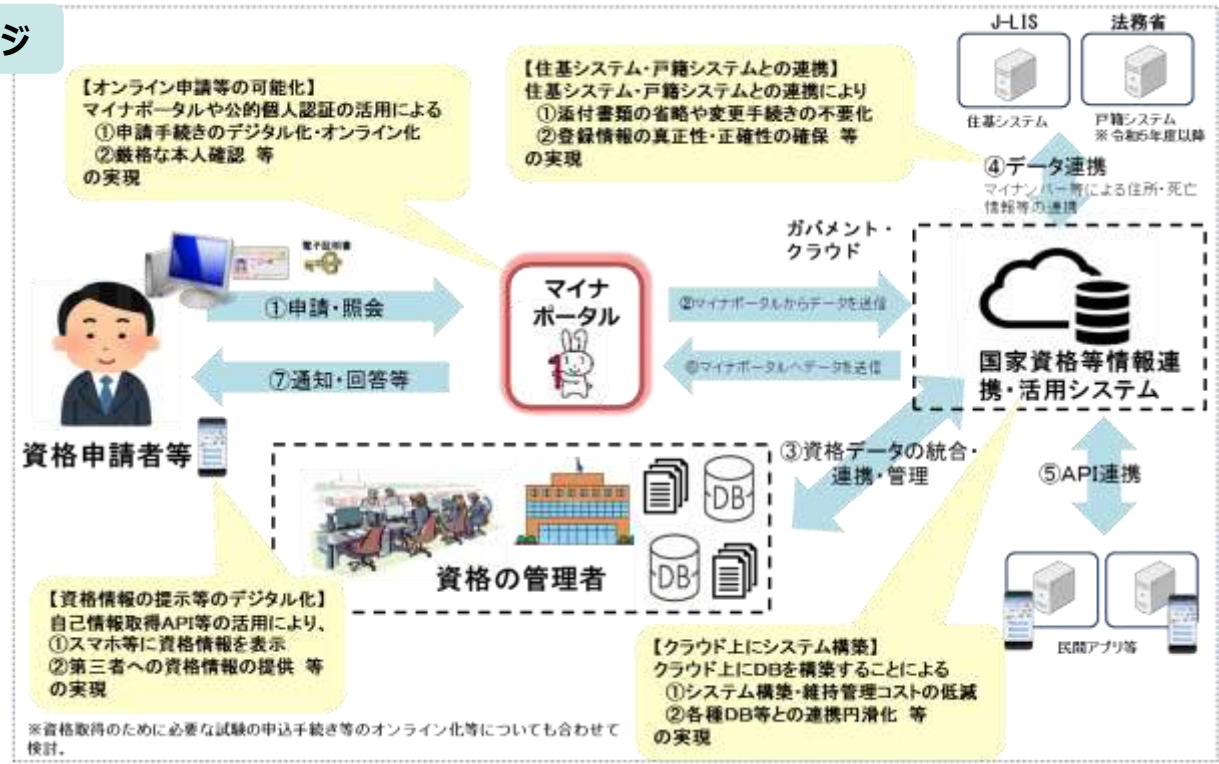 ジ
J-LIS
法務省
住基システム
戸籍システム
※令和5年度以降
【オンライン申請等の可能化】
マイナポータルや公的個人認証の活用による
①申請手続きのデジタル化・オンライン化
②厳格な本人確認 等
の実現
【住基システム・戸籍システムとの連携】
住基システム・戸籍システムとの連携により
①添付書類の省略や変更手続きの不要化
②登録情報の真正性・正確性の確保 等
の実現
④データ連携
マイナンバー等による住所・死亡
情報等の連携
ガバメント・
クラウド
電子証明書
①申請・照会
マイナ
ポータル
②マイナポータルからデータを送信
⑥マイナポータルへデータを送信
⑦通知・回答等
国家資格等情報連
携・活用システム
資格申請者等
③資格データの統合・
連携・管理
⑤API連携
DB
DB
資格の管理者
民間アプリ等
【資格情報の提示等のデジタル化】
自己情報取得API等の活用により、
①スマホ等に資格情報を表示
②第三者への資格情報の提供 等
の実現
【クラウド上にシステム構築】
クラウド上にDBを構築することによる
①システム構築・維持管理コストの低減
②各種DB等との連携円滑化 等
の実現
※資格取得のために必要な試験の申込手続き等のオンライン化等についても合わせて
検討。